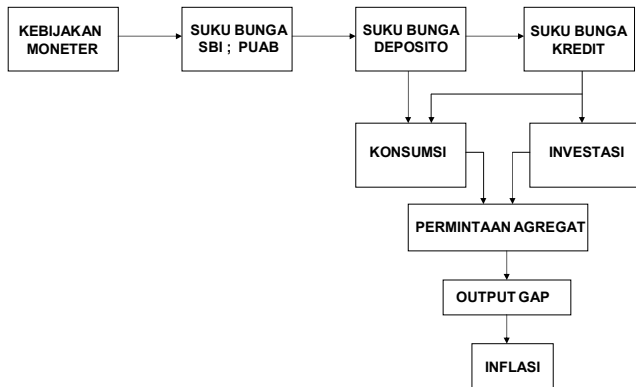 KEBIJAKAN
MONETER
SUKU BUNGA
SBI ; PUAB
SUKU BUNGA
DEPOSITO
SUKU BUNGA
KREDIT
KONSUMSI
INVESTASI
PERMINTAAN AGREGAT
OUTPUT GAP
INFLASI